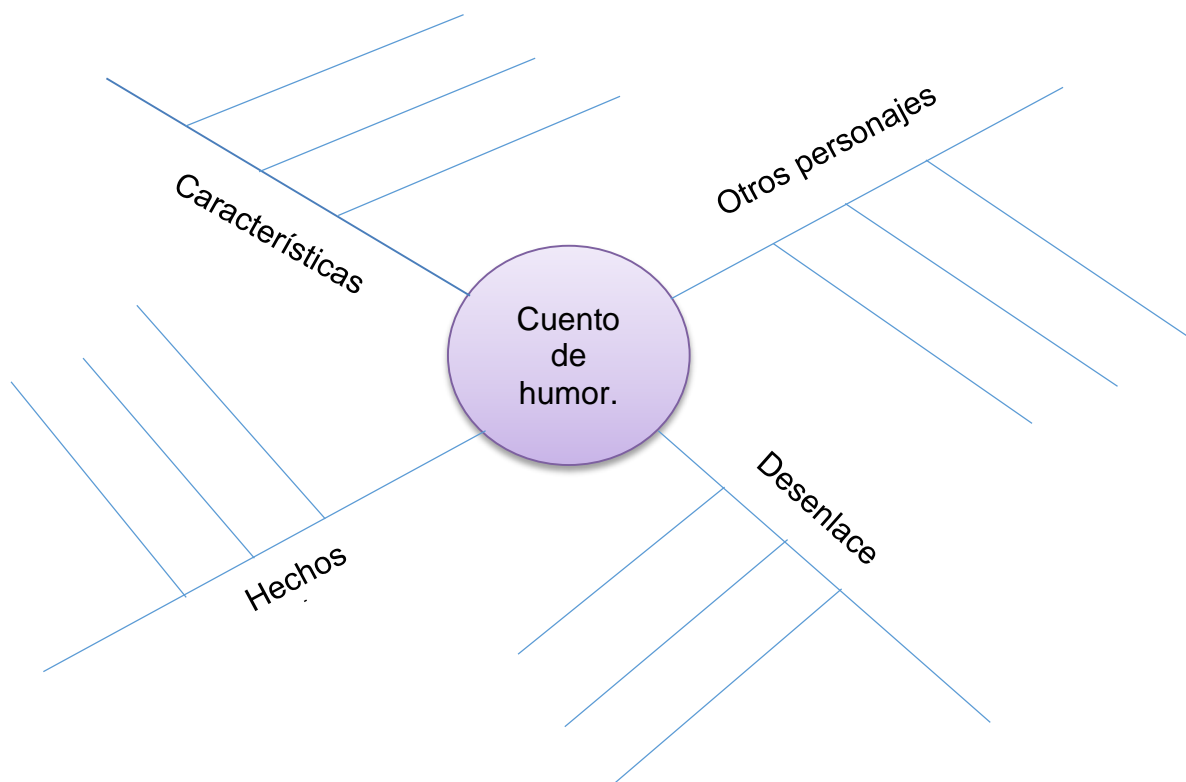 Características
Otros personajes
Cuento
de
humor.
Hechos
Desenlace